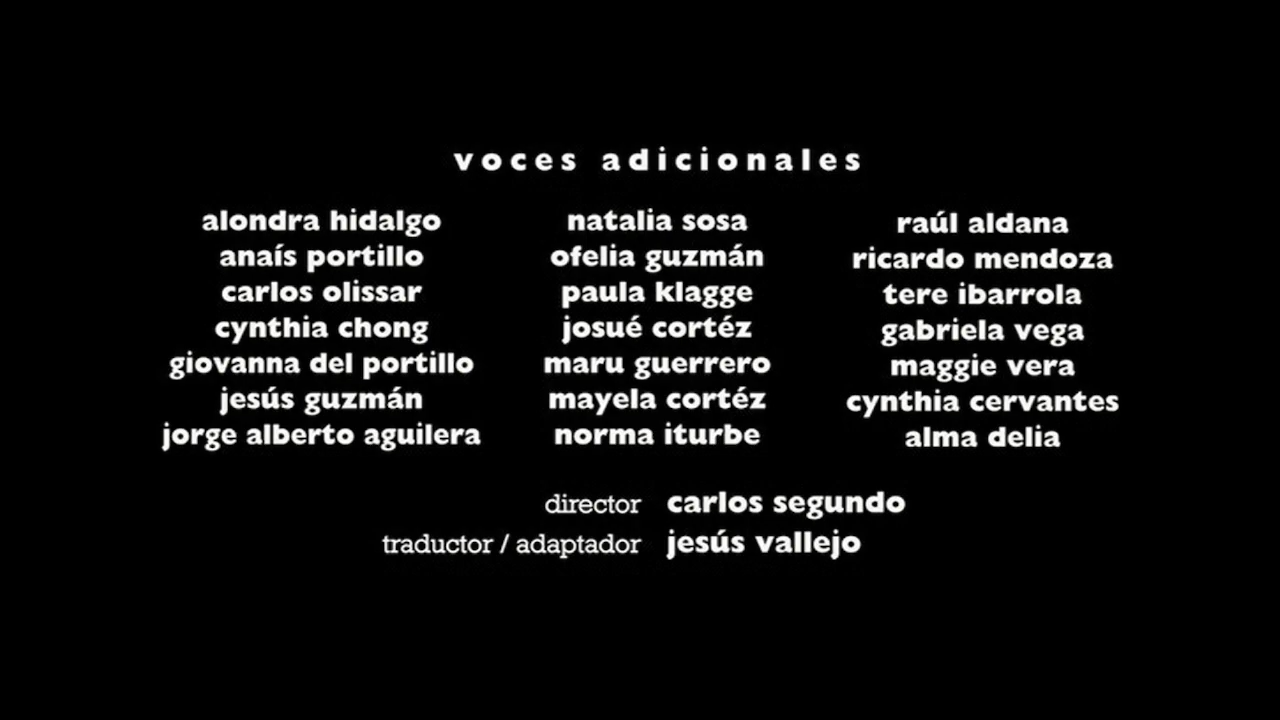 voces adicionales
alondra hidalgo
anaís portillo
carlos olissar
cynthia chong
giovanna del portillo
jesús guzmán
jorge alberto aguilera
natalia sosa
ofelia guzmán
paula klagge
josué cortéz
maru guerrero
mayela cortéz
norma iturbe
raúl aldana
ricardo mendoza
tere ibarrola
gabriela vega
maggie vera
cynthia cervantes
alma delia
director carlos segundo
traductor / adaptador jesús vallejo